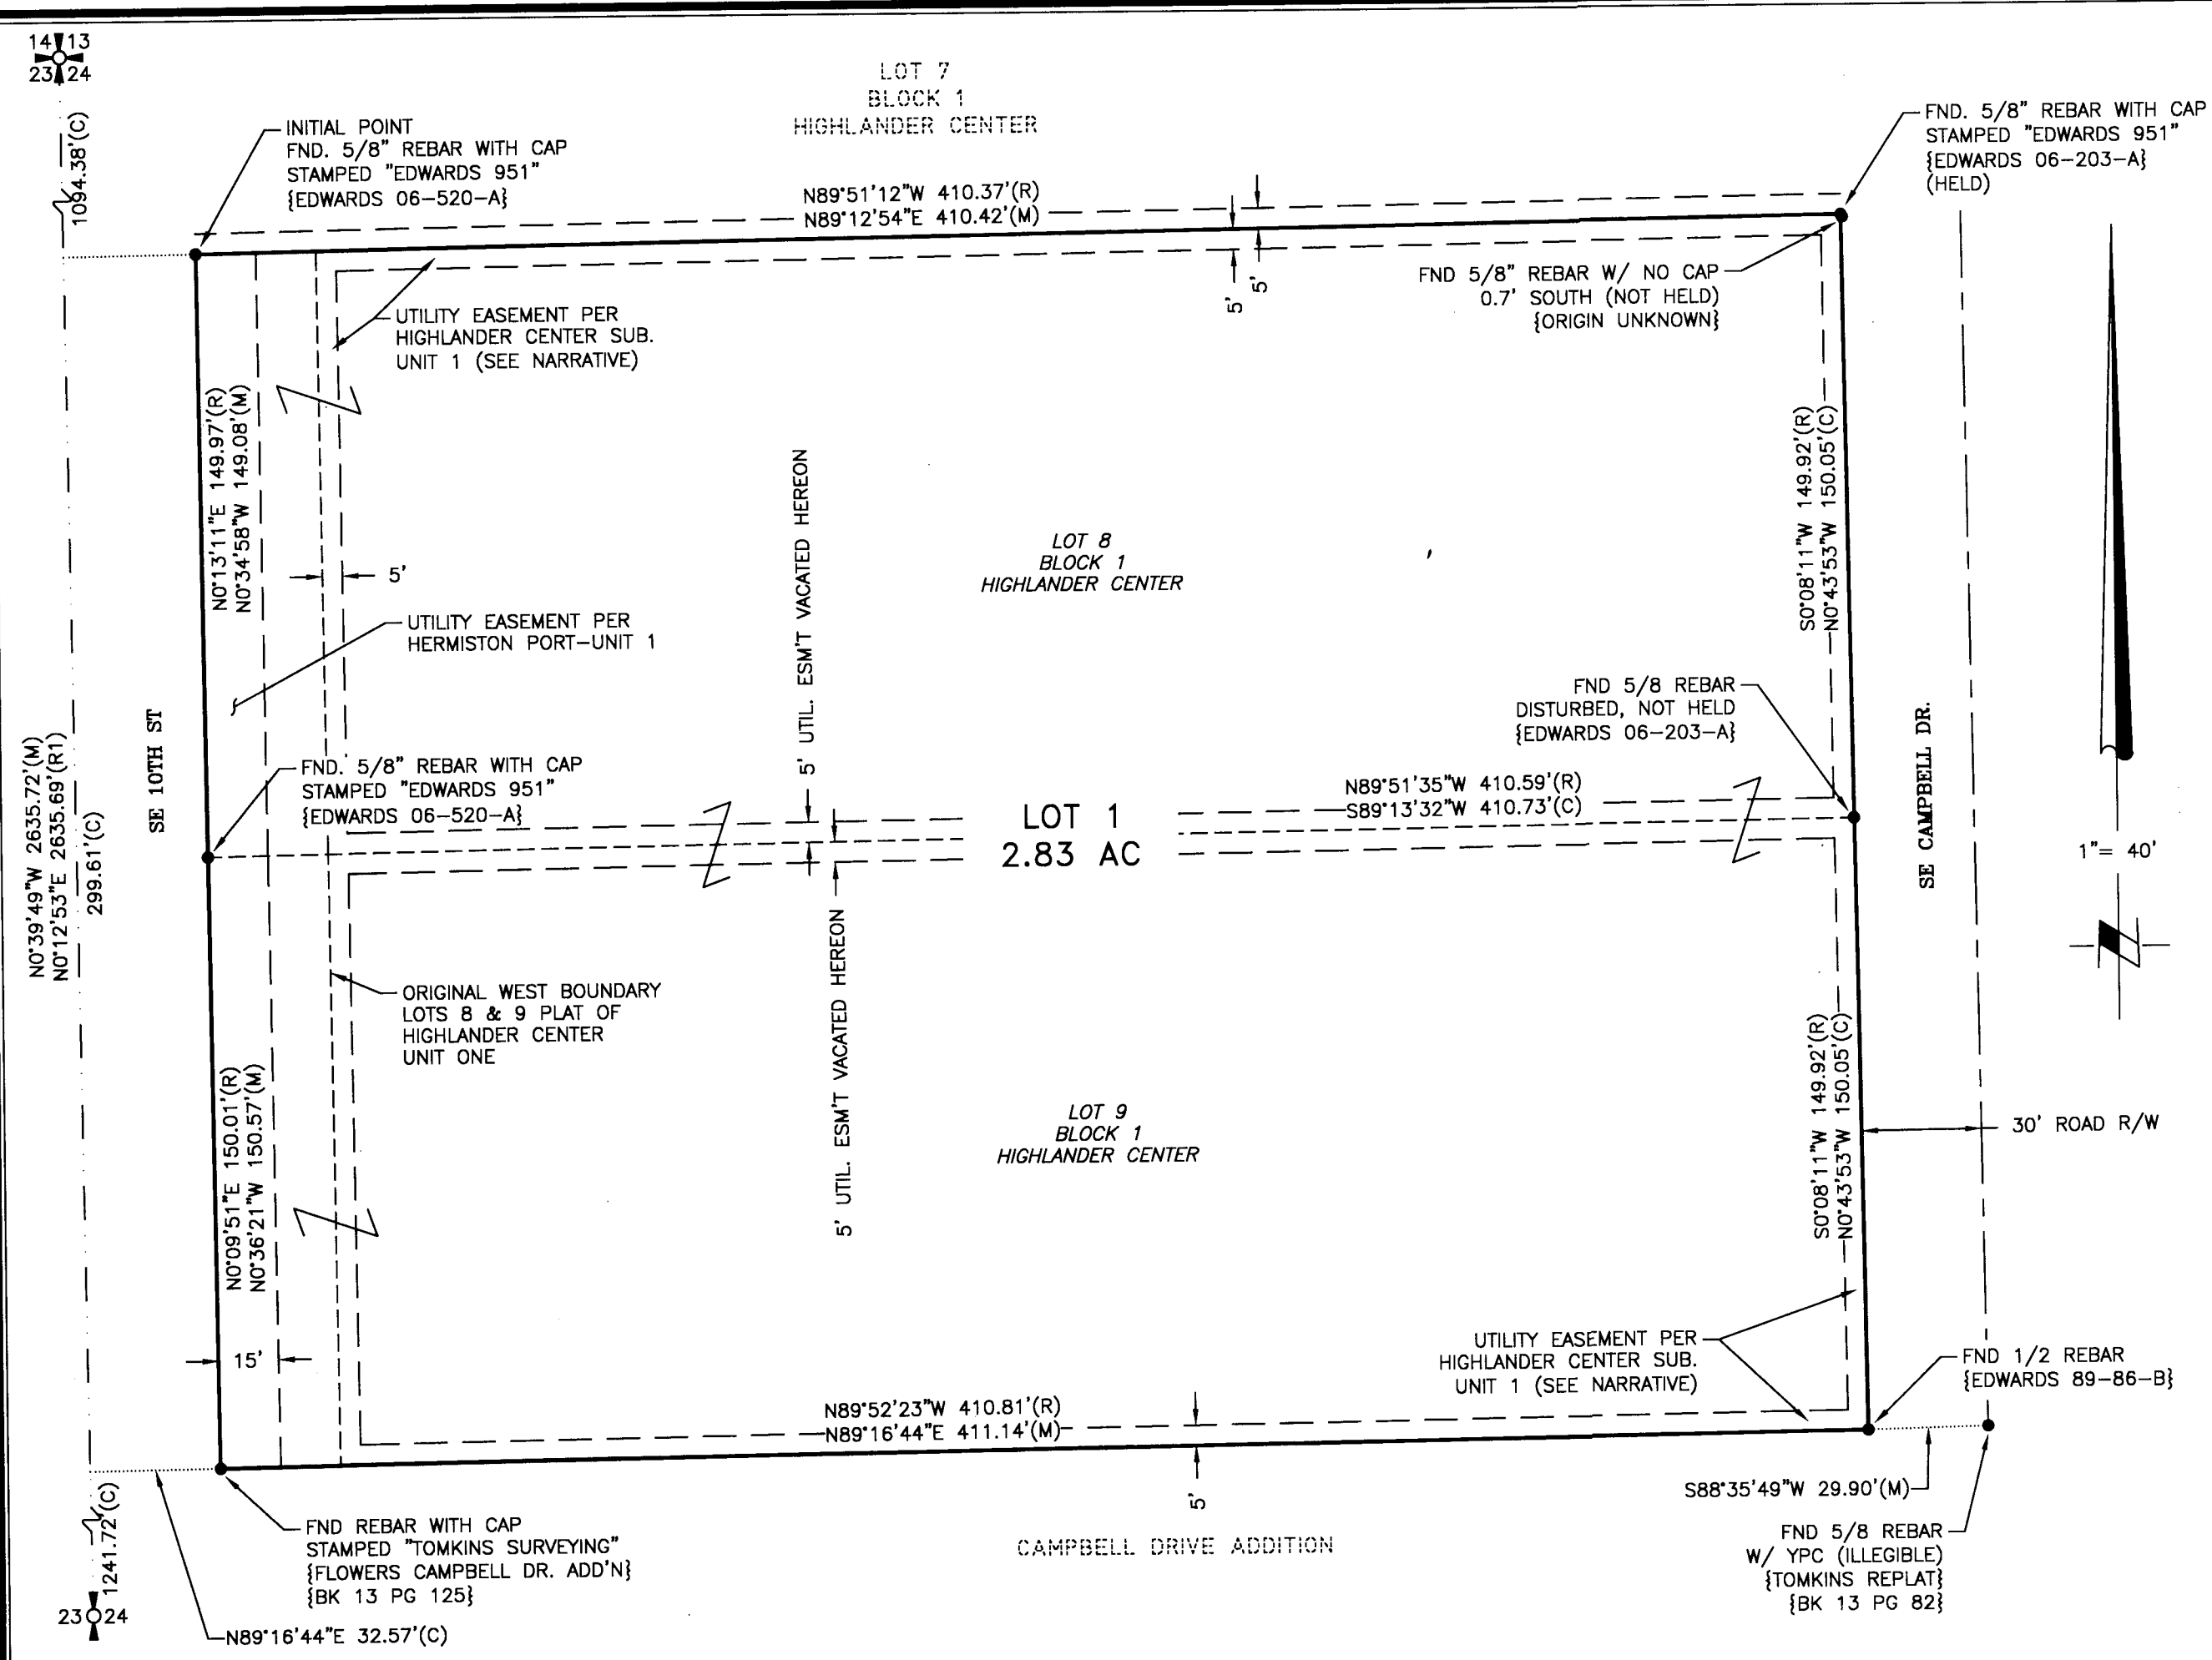 14 13
23 24
1094.38'(C)
LOT 7
BLOCK 1
HIGHLANDER CENTER
INITIAL POINT
FND. 5/8" REBAR WITH CAP
STAMPED "EDWARDS 951"
{EDWARDS 06-520-A}
N89°51'12"W 410.37'(R)
N89°12'54"E 410.42'(M)
FND. 5/8" REBAR WITH CAP
STAMPED "EDWARDS 951"
{EDWARDS 06-203-A}
(HELD)
FND 5/8" REBAR W/ NO CAP
0.7' SOUTH (NOT HELD)
{ORIGIN UNKNOWN}
5'
5'
UTILITY EASEMENT PER
HIGHLANDER CENTER SUB.
UNIT 1 (SEE NARRATIVE)
N0°13'11"E 149.97'(R)
N0°34'58"W 149.08'(M)
5'
UTILITY EASEMENT PER
HERMISTON PORT-UNIT 1
5' UTIL. ESM'T VACATED HEREON
LOT 8
BLOCK 1
HIGHLANDER CENTER
S0°08'11"W 149.92'(R)
N0°43'53"W 150.05'(C)
FND 5/8 REBAR
DISTURBED, NOT HELD
{EDWARDS 06-203-A}
SE 10TH ST
N0°39'49"W 2635.72'(M)
N0°12'53"E 2635.69'(R1)
299.61'(C)
FND. 5/8" REBAR WITH CAP
STAMPED "EDWARDS 951"
{EDWARDS 06-520-A}
N89°51'35"W 410.59'(R)
S89°13'32"W 410.73'(C)
LOT 1
2.83 AC
SE CAMPBELL DR.
1"= 40'
5' UTIL. ESM'T VACATED HEREON
ORIGINAL WEST BOUNDARY
LOTS 8 & 9 PLAT OF
HIGHLANDER CENTER
UNIT ONE
N0°09'51"E 150.01'(R)
N0°36'21"W 150.57'(M)
LOT 9
BLOCK 1
HIGHLANDER CENTER
S0°08'11"W 149.92'(R)
N0°43'53"W 150.05'(C)
30' ROAD R/W
15'
UTILITY EASEMENT PER
HIGHLANDER CENTER SUB.
UNIT 1 (SEE NARRATIVE)
FND 1/2 REBAR
{EDWARDS 89-86-B}
N89°52'23"W 410.81'(R)
N89°16'44"E 411.14'(M)
5'
S88°35'49"W 29.90'(M)
1241.72'(C)
FND REBAR WITH CAP
STAMPED "TOMKINS SURVEYING"
{FLOWERS CAMPBELL DR. ADD'N}
{BK 13 PG 125}
CAMPBELL DRIVE ADDITION
FND 5/8 REBAR
W/ YPC (ILLEGIBLE)
{TOMKINS REPLAT}
{BK 13 PG 82}
23 24
N89°16'44"E 32.57'(C)